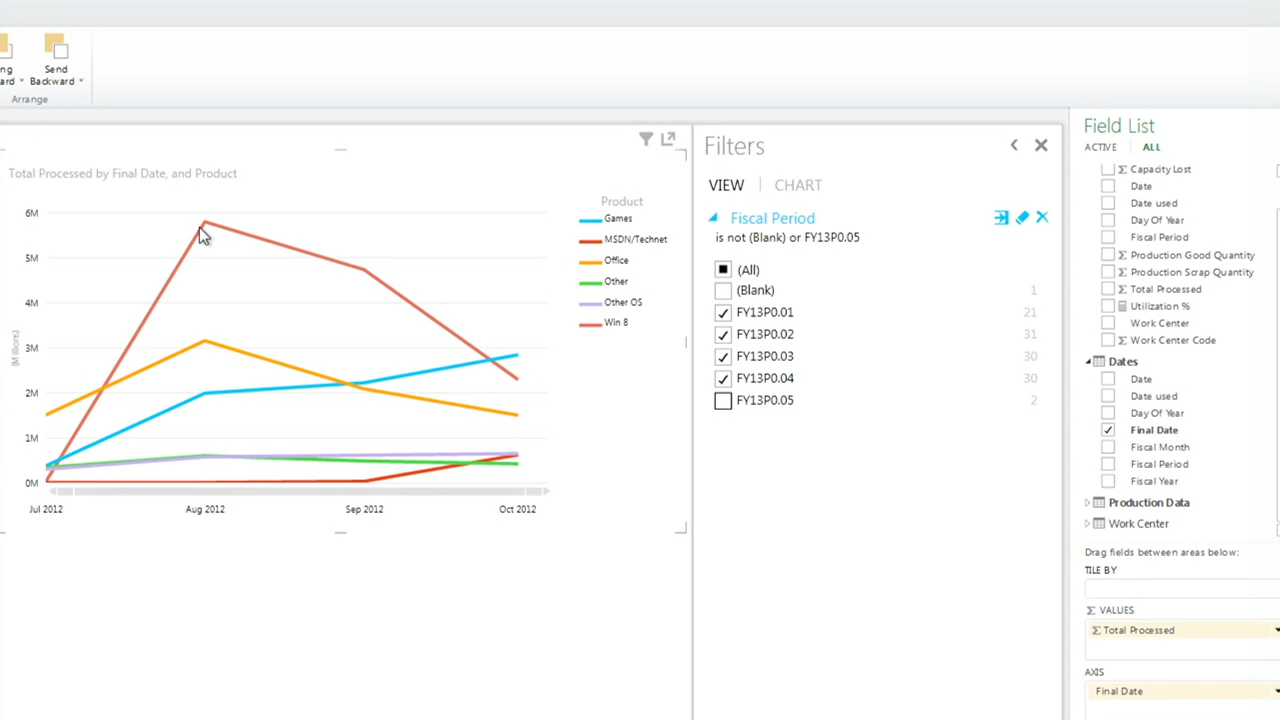 ng
ard
Send
Backward
Arrange
Total Processed by Final Date, and Product
6M
5M
4M
3M
2M
1M
0M
(Millions)
Jul 2012
Aug 2012
Sep 2012
Oct 2012
Product
Games
MSDN/Technet
Office
Other
Other OS
Win 8
Filters
VIEW
CHART
Fiscal Period
is not (Blank) or FY13P0.05
(All)
(Blank) 1
FY13P0.01 21
FY13P0.02 31
FY13P0.03 30
FY13P0.04 30
FY13P0.05 2
Field List
ACTIVE
ALL
Σ Capacity Lost
Date
Date used
Day Of Year
Fiscal Period
Σ Production Good Quantity
Σ Production Scrap Quantity
Σ Total Processed
Utilization %
Work Center
Σ Work Center Code
Dates
Date
Date used
Day Of Year
Final Date
Fiscal Month
Fiscal Period
Fiscal Year
Production Data
Work Center
Drag fields between areas below:
TILE BY
Σ VALUES
Σ Total Processed
AXIS
Final Date